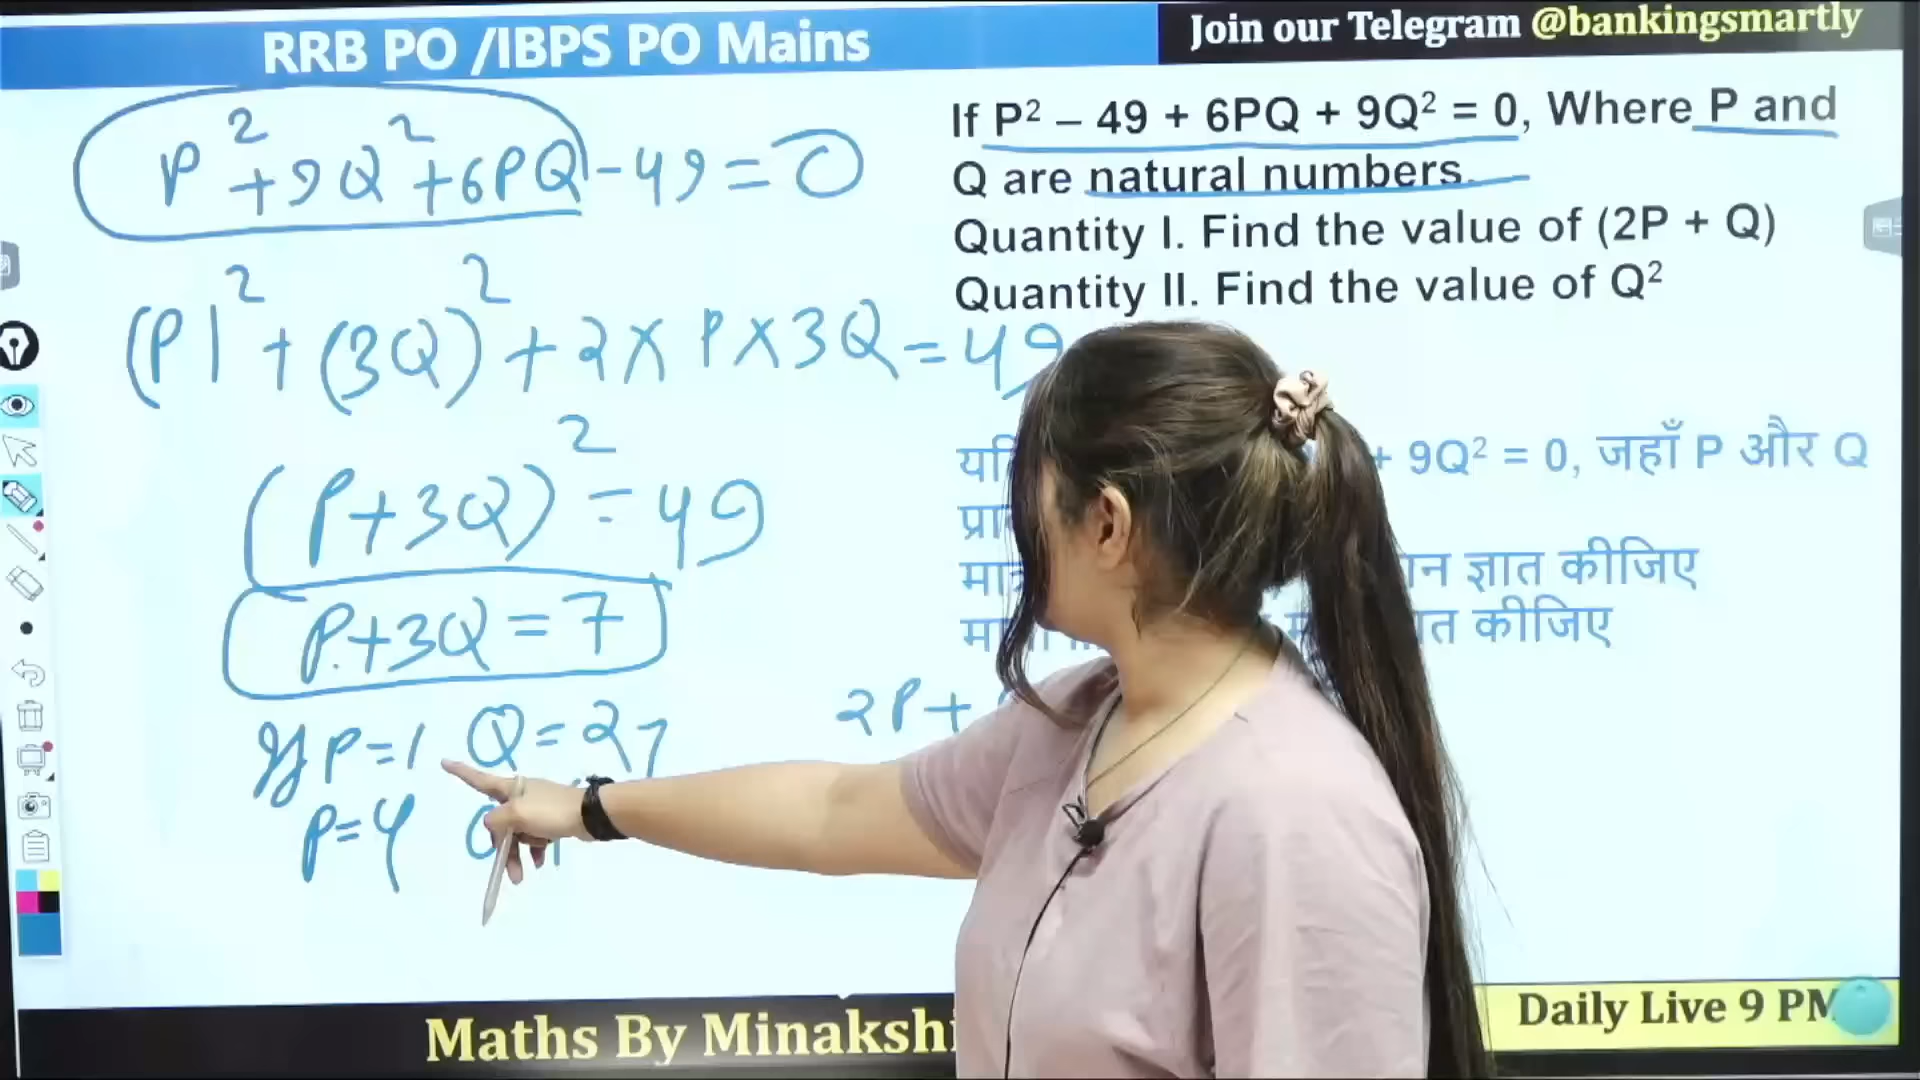 RRB PO /IBPS PO Mains
Join our Telegram @bankingsmartly
P² + 9Q² + 6PQ - 49 = 0
(P)² + (3Q)² + 2 × P × 3Q = 49
(P + 3Q)² = 49
P + 3Q = 7
If P = 1 Q = 2
P = 4
2P +
If P² – 49 + 6PQ + 9Q² = 0, Where P and
Q are natural numbers.
Quantity I. Find the value of (2P + Q)
Quantity II. Find the value of Q²
+ 9Q² = 0, जहाँ P और Q
ज्ञात कीजिए
कीजिए
Maths By Minakshi
Daily Live 9 PM